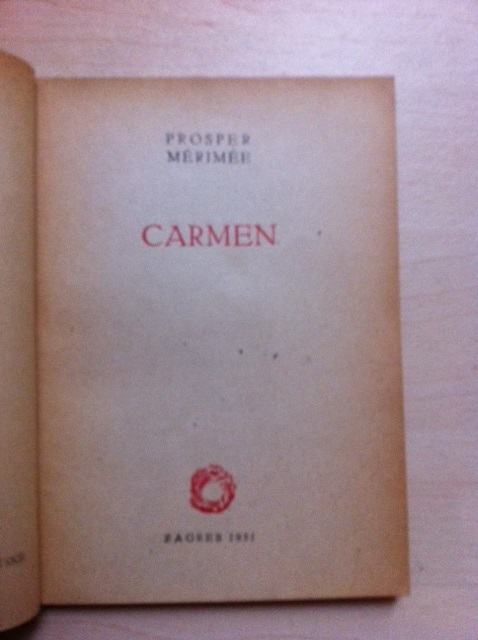 PROSPER
MÉRIMÉE
CARMEN
ZAGREB 1951